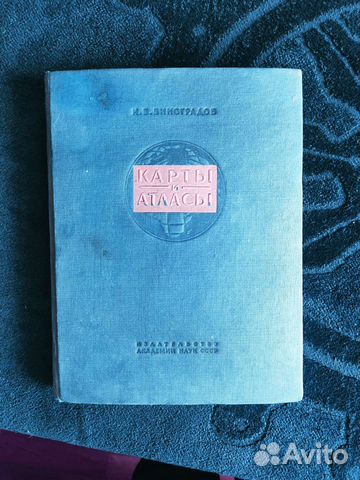 Н.В.ВИНОГРАДОВ
КАРТЫ
И
АТЛАСЫ
ИЗДАТЕЛЬСТВО
АКАДЕМИИ НАУК СССР
Avito